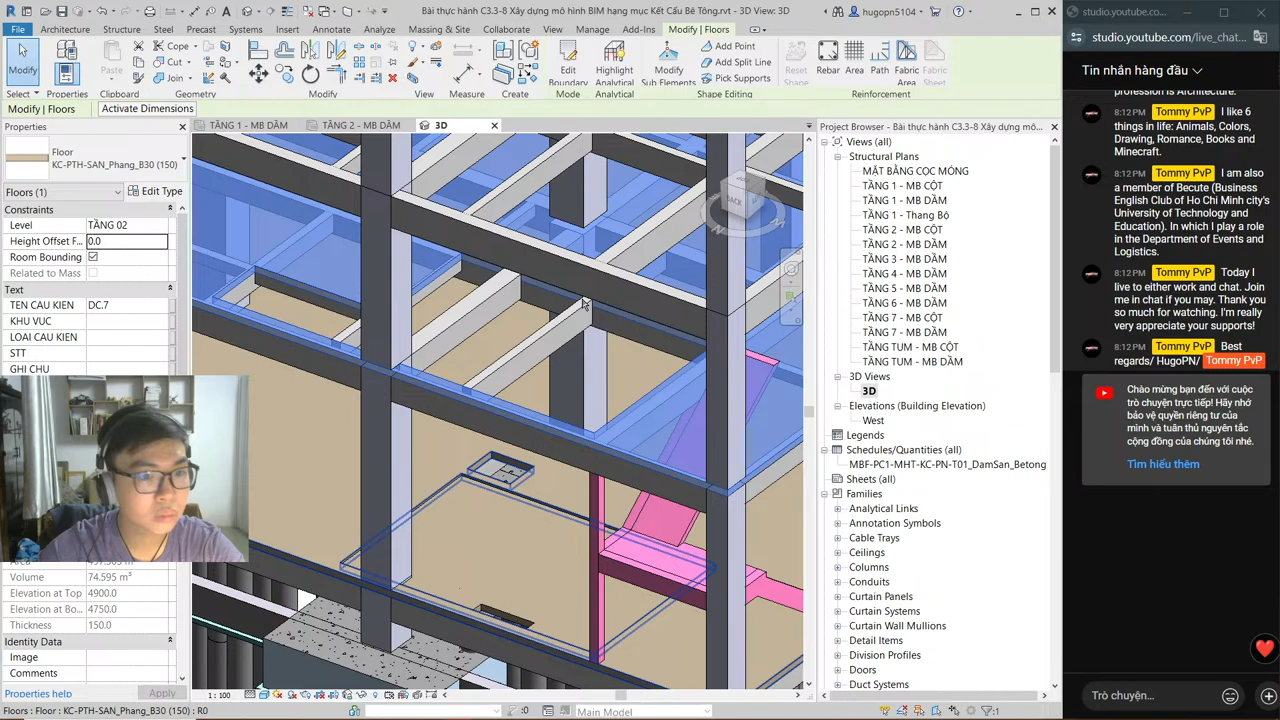 Bài thực hành C3.3-8 Xây dựng mô hình BIM hạng mục Kết Cấu Bê Tông.rvt - 3D View: 3D
hugopn5104
File
Architecture
Structure
Steel
Precast
Systems
Insert
Annotate
Analyze
Massing & Site
Collaborate
View
Manage
Add-Ins
Modify | Floors
Modify
Paste
Cope
Cut
Join
Edit
Boundary
Highlight
Analytical
Modify
Sub Elements
Add Point
Add Split Line
Pick Supports
Reset
Shape
Rebar
Area
Path
Fabric
Area
Fabric
Sheet
Select
Properties
Clipboard
Geometry
Modify
View
Measure
Create
Mode
Analytical
Shape Editing
Reinforcement
Modify | Floors
Activate Dimensions
Properties
Floor
KC-PTH-SAN_Phang_B30 (150)
Floors (1)
Edit Type
Constraints
Level
TẦNG 02
Height Offset F...
0.0
Room Bounding
Related to Mass
Text
TEN CAU KIEN
DC.7
KHU VUC
LOAI CAU KIEN
STT
GHI CHU
Volume
74.595 m³
Elevation at Top
4900.0
Elevation at Bo...
4750.0
Thickness
150.0
Identity Data
Image
Comments
Properties help
Apply
TẦNG 1 - MB DẦM
TẦNG 2 - MB DẦM
3D
BACK
1 : 100
Project Browser - Bài thực hành C3.3-8 Xây dựng mô...
Views (all)
Structural Plans
MẶT BẰNG CỌC MÓNG
TẦNG 1 - MB CỘT
TẦNG 1 - MB DẦM
TẦNG 1 - Thang Bộ
TẦNG 2 - MB CỘT
TẦNG 2 - MB DẦM
TẦNG 3 - MB DẦM
TẦNG 4 - MB DẦM
TẦNG 5 - MB DẦM
TẦNG 6 - MB DẦM
TẦNG 7 - MB CỘT
TẦNG 7 - MB DẦM
TẦNG TUM - MB CỘT
TẦNG TUM - MB DẦM
3D Views
3D
Elevations (Building Elevation)
West
Legends
Schedules/Quantities (all)
MBF-PC1-MHT-KC-PN-T01_DamSan_Betong
Sheets (all)
Families
Analytical Links
Annotation Symbols
Cable Trays
Ceilings
Columns
Conduits
Curtain Panels
Curtain Systems
Curtain Wall Mullions
Detail Items
Division Profiles
Doors
Duct Systems
Floors : Floor : KC-PTH-SAN_Phang_B30 (150) : R0
:0
Main Model
:1
studio.youtube.co...
studio.youtube.com/live_chat...
Tin nhắn hàng đầu
profession is Architecture.
8:12 PM Tommy PvP I like 6
things in life: Animals, Colors,
Drawing, Romance, Books and
Minecraft.
8:12 PM Tommy PvP I am also
a member of Becute (Business
English Club of Ho Chi Minh city's
University of Technology and
Education). In which I play a role
in the Department of Events and
Logistics.
8:12 PM Tommy PvP Today I
live to either work and chat. Join
me in chat if you may. Thank you
so much for watching. I'm really
very appreciate your supports!
8:12 PM Tommy PvP Best
regards/ HugoPN/ Tommy PvP
Chào mừng bạn đến với cuộc
trò chuyện trực tiếp! Hãy nhớ
bảo vệ quyền riêng tư của
mình và tuân thủ nguyên tắc
cộng đồng của chúng tôi nhé.
Tìm hiểu thêm
Trò chuyện...